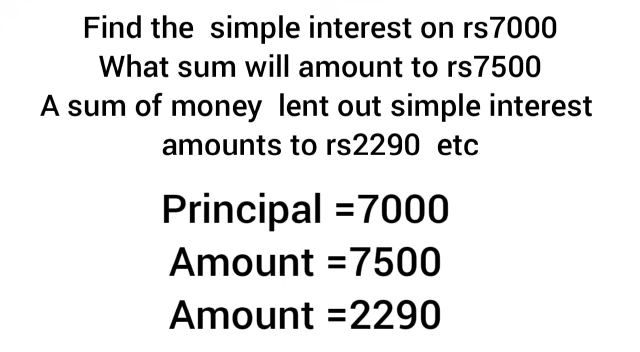 Find the simple interest on rs7000
What sum will amount to rs7500
A sum of money lent out simple interest
amounts to rs2290 etc
Principal =7000
Amount =7500
Amount =2290